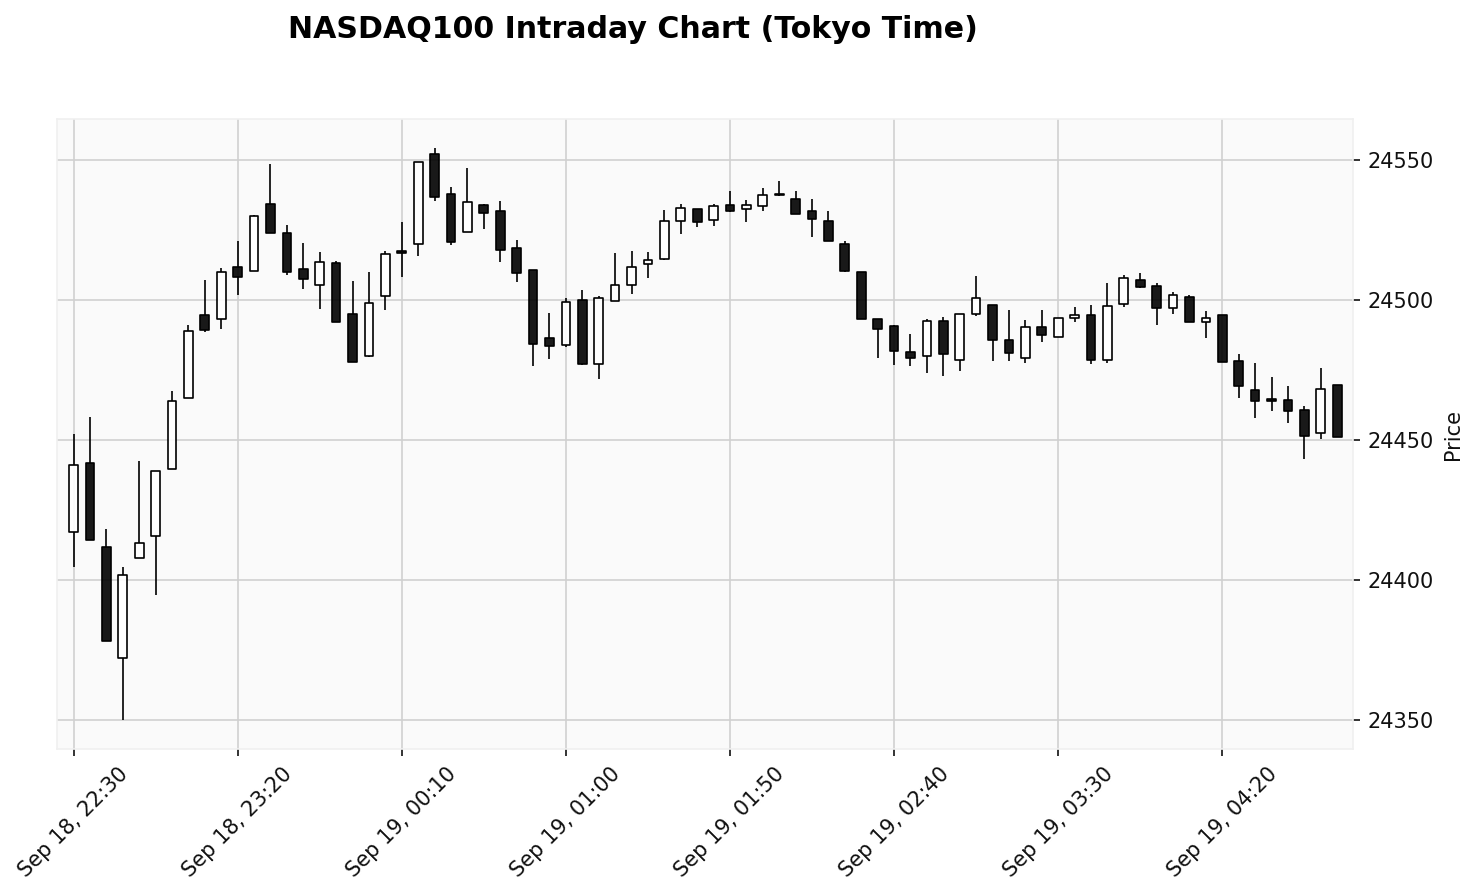 NASDAQ100 Intraday Chart (Tokyo Time)
24550
24500
24450
24400
24350
Price
Sep 18, 22:30
Sep 18, 23:20
Sep 19, 00:10
Sep 19, 01:00
Sep 19, 01:50
Sep 19, 02:40
Sep 19, 03:30
Sep 19, 04:20